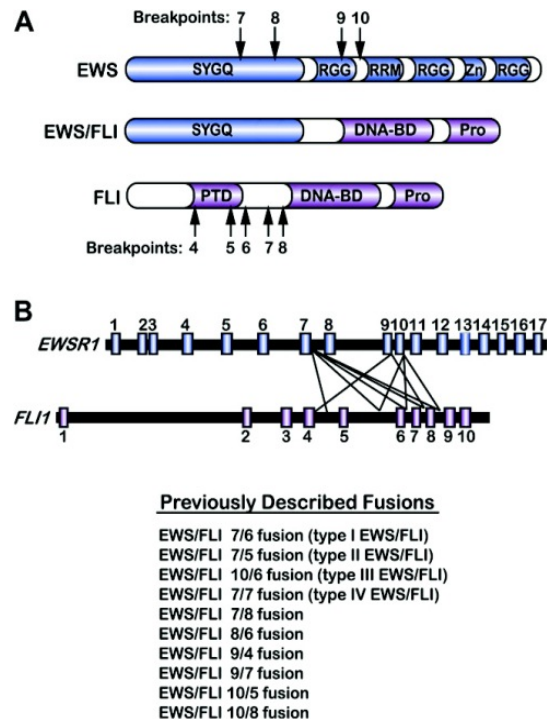 A
Breakpoints: 7 8 9 10
EWS SYGQ RGG RRM RGG Zn RGG
EWS/FLI SYGQ DNA-BD Pro
FLI PTD DNA-BD Pro
Breakpoints: 4 5 6 7 8
B
1 2 3 4 5 6 7 8 9 10 11 12 13 14 15 16 17
EWSR1
FLI1
1 2 3 4 5 6 7 8 9 10
Previously Described Fusions
EWS/FLI 7/6 fusion (type I EWS/FLI)
EWS/FLI 7/5 fusion (type II EWS/FLI)
EWS/FLI 10/6 fusion (type III EWS/FLI)
EWS/FLI 7/7 fusion (type IV EWS/FLI)
EWS/FLI 7/8 fusion
EWS/FLI 8/6 fusion
EWS/FLI 9/4 fusion
EWS/FLI 9/7 fusion
EWS/FLI 10/5 fusion
EWS/FLI 10/8 fusion